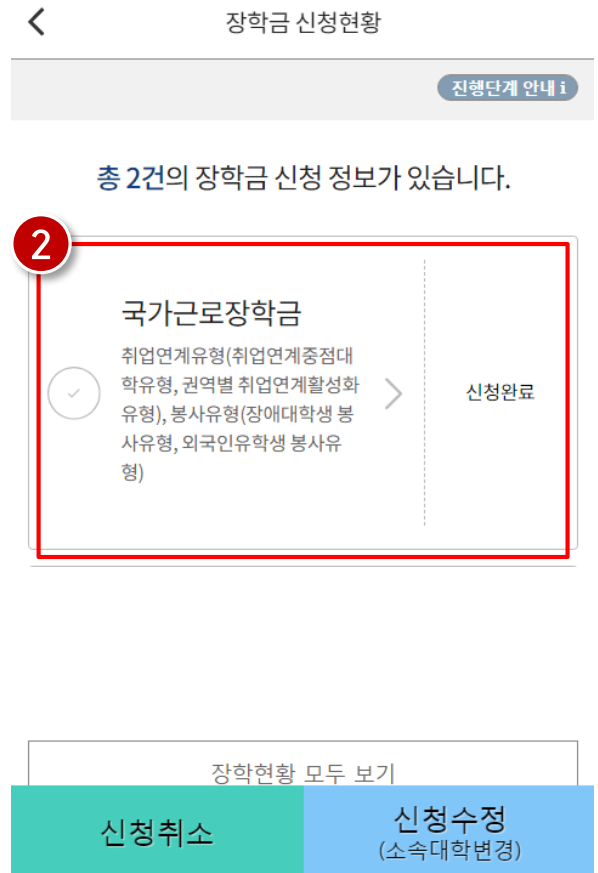 장학금 신청현황
진행단계 안내 i
총 2건의 장학금 신청 정보가 있습니다.
2
국가근로장학금
취업연계유형(취업연계중점대
학유형, 권역별 취업연계활성화
유형), 봉사유형(장애대학생 봉
사유형, 외국인유학생 봉사유
형)
신청완료
장학현황 모두 보기
신청취소
신청수정
(소속대학변경)